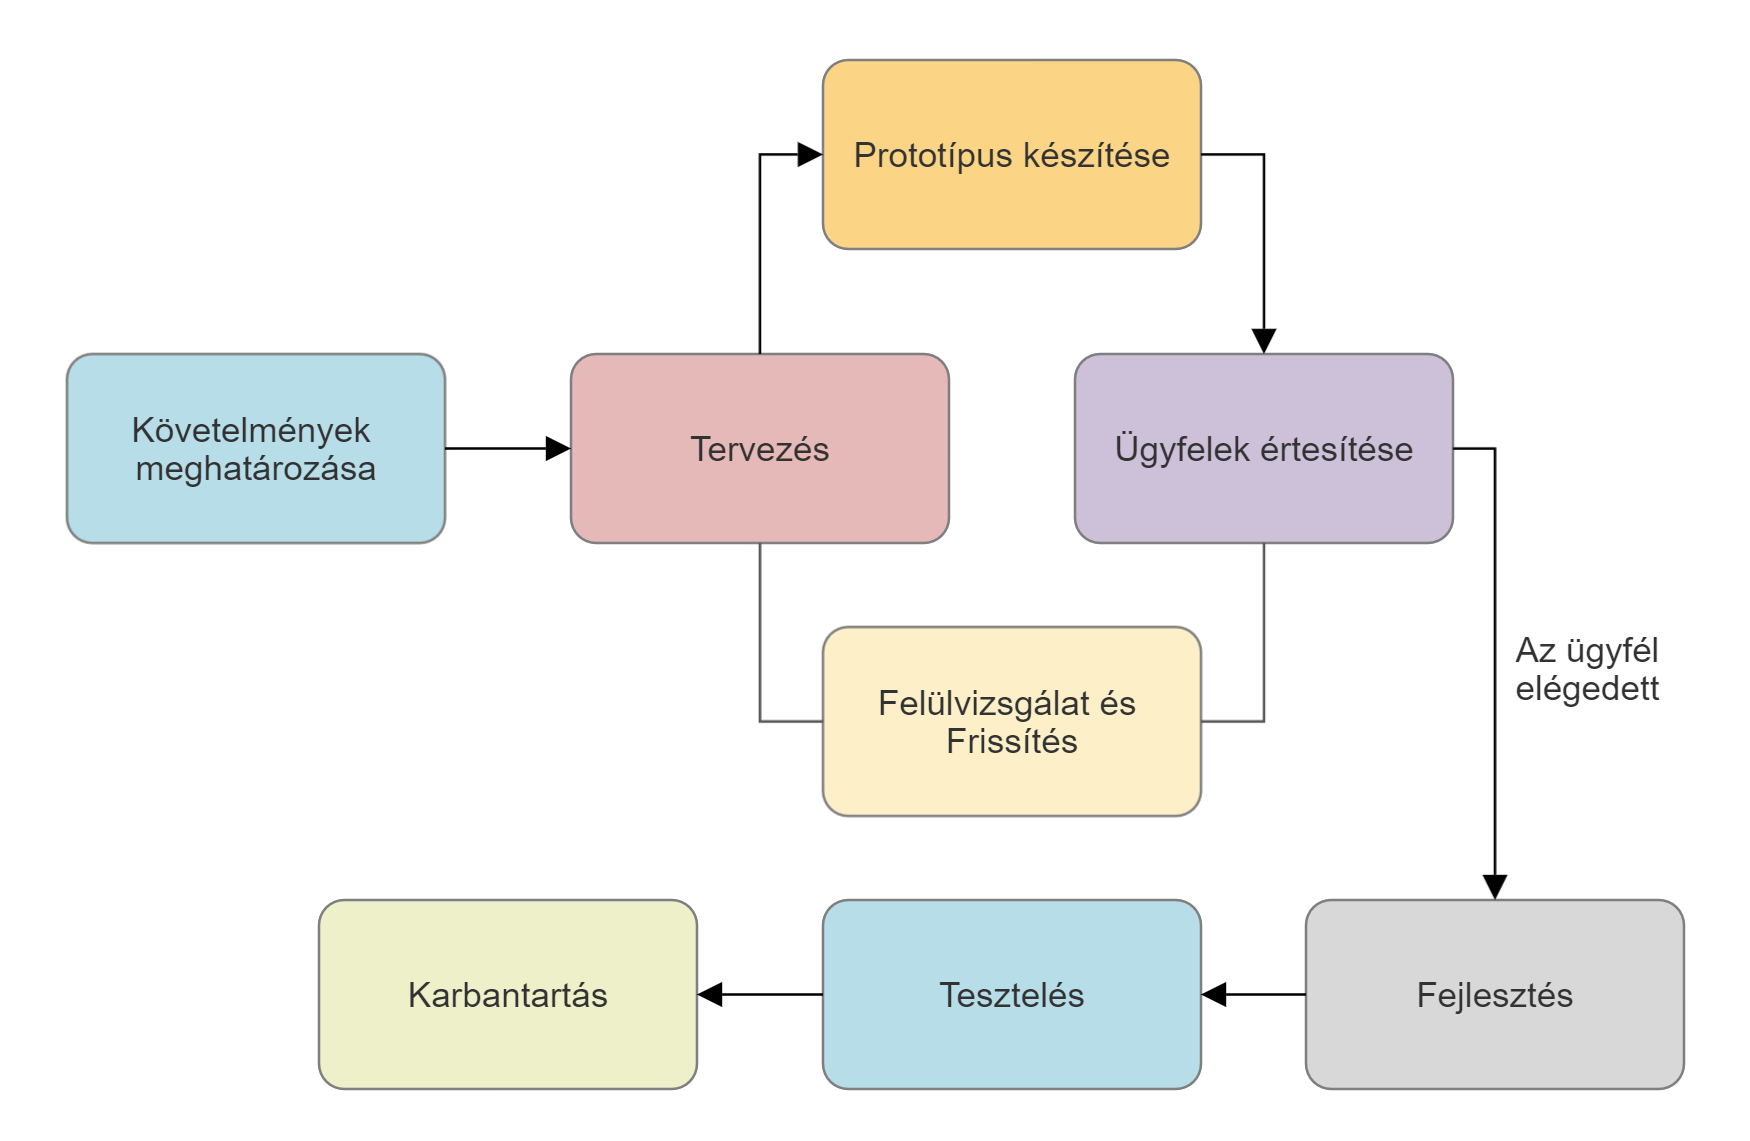 Prototípus készítése
Követelmények
meghatározása
Tervezés
Ügyfelek értesítése
Az ügyfél
elégedett
Felülvizsgálat és
Frissítés
Karbantartás
Tesztelés
Fejlesztés